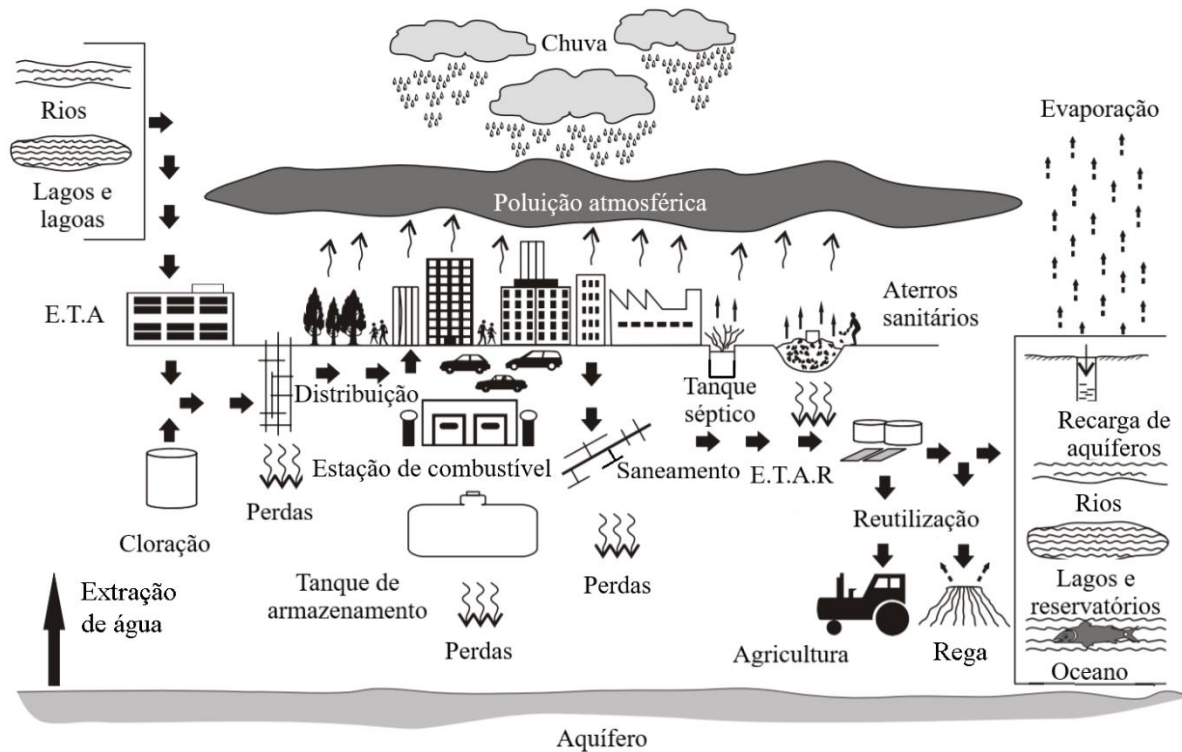 Chuva
Rios
Lagos e
lagoas
Evaporação
Poluição atmosférica
E.T.A
Aterros
sanitários
Distribuição
Tanque
séptico
Recarga de
aquíferos
Estação de combustível
Saneamento
E.T.A.R
Perdas
Rios
Cloração
Reutilização
Tanque de
armazenamento
Perdas
Lagos e
reservatórios
Extração
de água
Perdas
Agricultura
Rega
Oceano
Aquífero